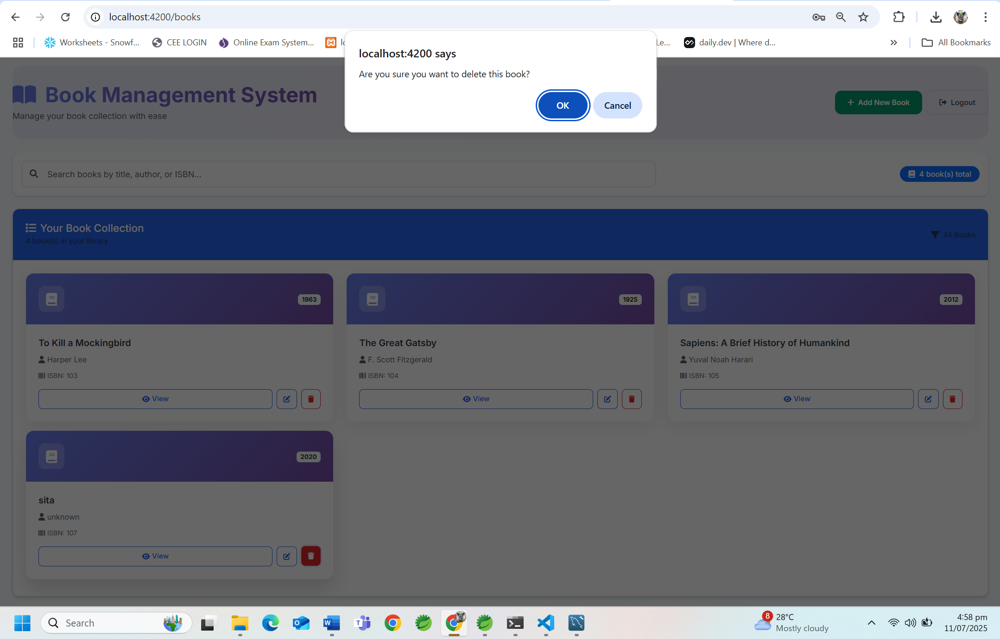 localhost:4200/books
Worksheets - Snowf...
CEE LOGIN
Online Exam System...
Le...
daily.dev | Where d...
All Bookmarks
localhost:4200 says
Are you sure you want to delete this book?
OK
Cancel
Book Management System
Manage your book collection with ease
Add New Book
Logout
Search books by title, author, or ISBN...
4 book(s) total
Your Book Collection
4 book(s) in your library
All Books
1963
To Kill a Mockingbird
Harper Lee
ISBN: 103
View
1925
The Great Gatsby
F. Scott Fitzgerald
ISBN: 104
View
2012
Sapiens: A Brief History of Humankind
Yuval Noah Harari
ISBN: 105
View
2020
sita
unknown
ISBN: 107
View
Search
8
28°C
Mostly cloudy
4:58 pm
11/07/2025